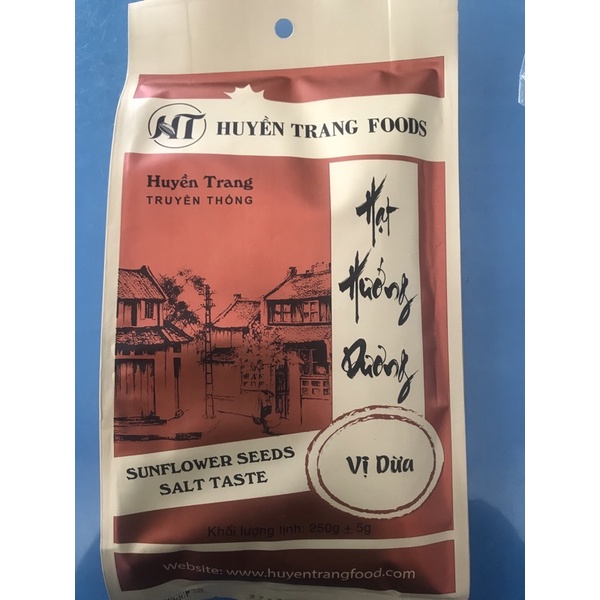 HT
HUYỀN TRANG FOODS
Huyền Trang
TRUYỀN THỐNG
Hạt
Hướng
Dương
SUNFLOWER SEEDS
SALT TASTE
Vị Dừa
Khối lượng tịnh: 250g ± 5g
Website: www.huyentrangfood.com